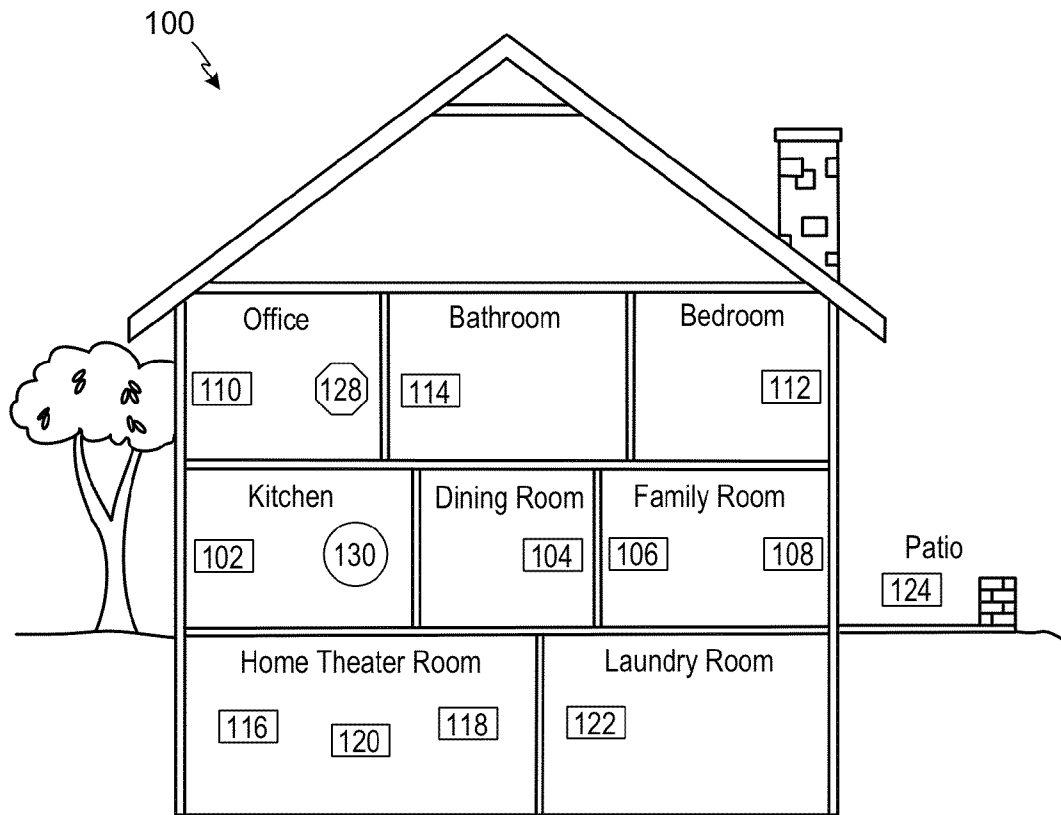 100
Office Bathroom Bedroom
110 128 114 112
Kitchen Dining Room Family Room
102 130 104 106 108
Patio
124
Home Theater Room Laundry Room
116 120 118 122